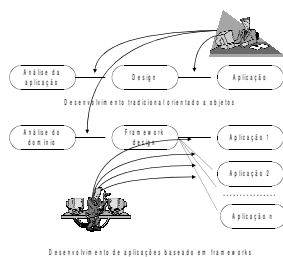 Análise da
aplicação
Design
Aplicação
Desenvolvimento tradicional orientado a objetos
Análise do
domínio
Framework
design
Aplicação 1
Aplicação 2
Aplicação n
Desenvolvimento de aplicações baseado em frameworks